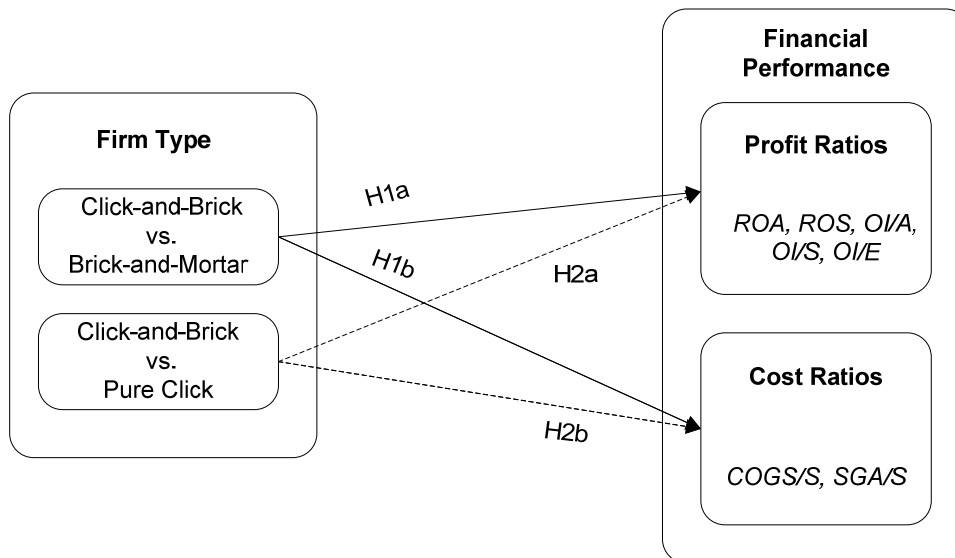 Firm Type
Click-and-Brick
vs.
Brick-and-Mortar
Click-and-Brick
vs.
Pure Click
H1a
H1b
H2a
H2b
Financial
Performance
Profit Ratios
ROA, ROS, OI/A,
OI/S, OI/E
Cost Ratios
COGS/S, SGA/S